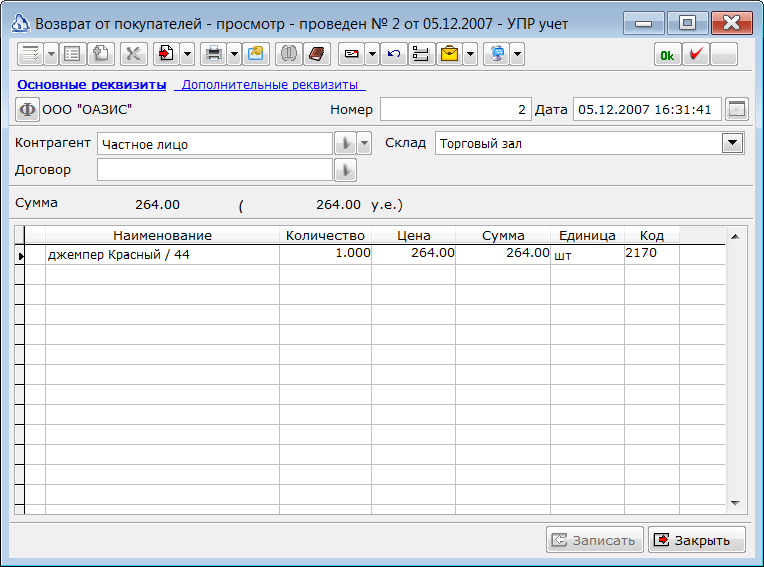 Возврат от покупателей - просмотр - проведен № 2 от 05.12.2007 - УПР учет
Ok
Основные реквизиты Дополнительные реквизиты
Ф ООО "ОАЗИС" Номер 2 Дата 05.12.2007 16:31:41
Контрагент Частное лицо Склад Торговый зал
Договор
Сумма 264.00 ( 264.00 у.е.)
Наименование Количество Цена Сумма Единица Код
джемпер Красный / 44 1.000 264.00 264.00 шт 2170
Записать Закрыть